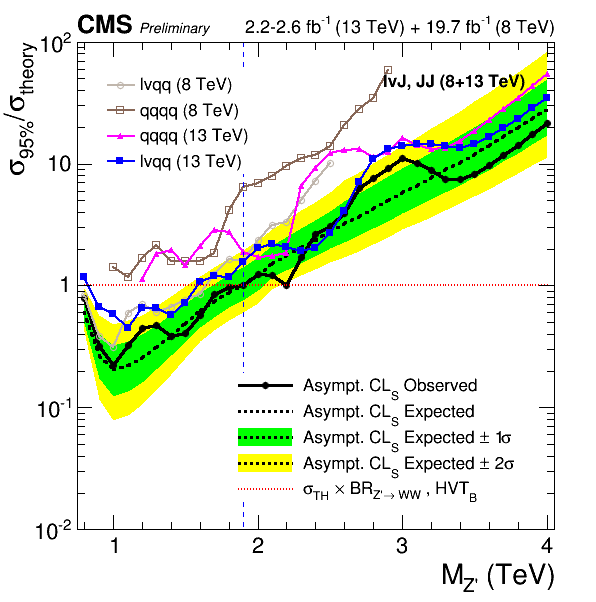 CMS Preliminary 2.2-2.6 fb⁻¹ (13 TeV) + 19.7 fb⁻¹ (8 TeV)
σ95%/σtheory
lvJ, JJ (8+13 TeV)
lvqq (8 TeV)
qqqq (8 TeV)
qqqq (13 TeV)
lvqq (13 TeV)
10²
10
1
10⁻¹
10⁻²
Asympt. CLS Observed
Asympt. CLS Expected
Asympt. CLS Expected ± 1σ
Asympt. CLS Expected ± 2σ
σTH × BRZ'→ WW , HVTB
1 2 3 4
MZ' (TeV)